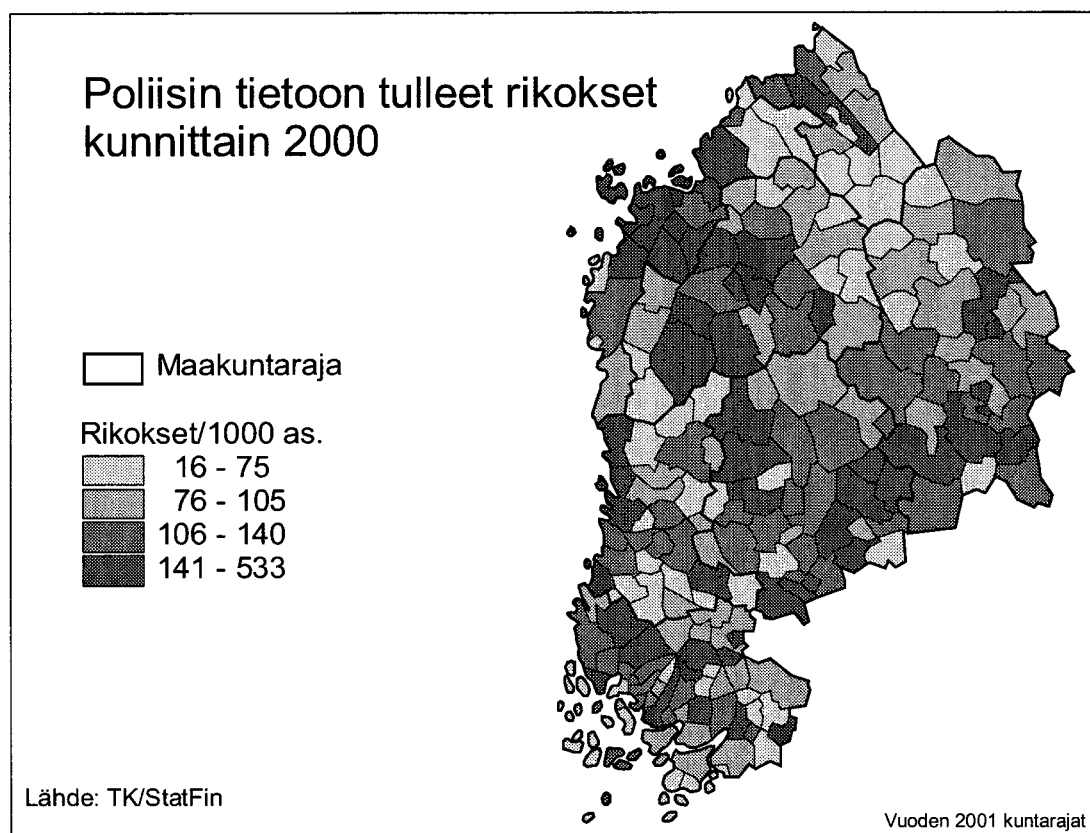 Poliisin tietoon tulleet rikokset
kunnittain 2000
Maakuntaraja
Rikokset/1000 as.
16 - 75
76 - 105
106 - 140
141 - 533
Lähde: TK/StatFin
Vuoden 2001 kuntarajat